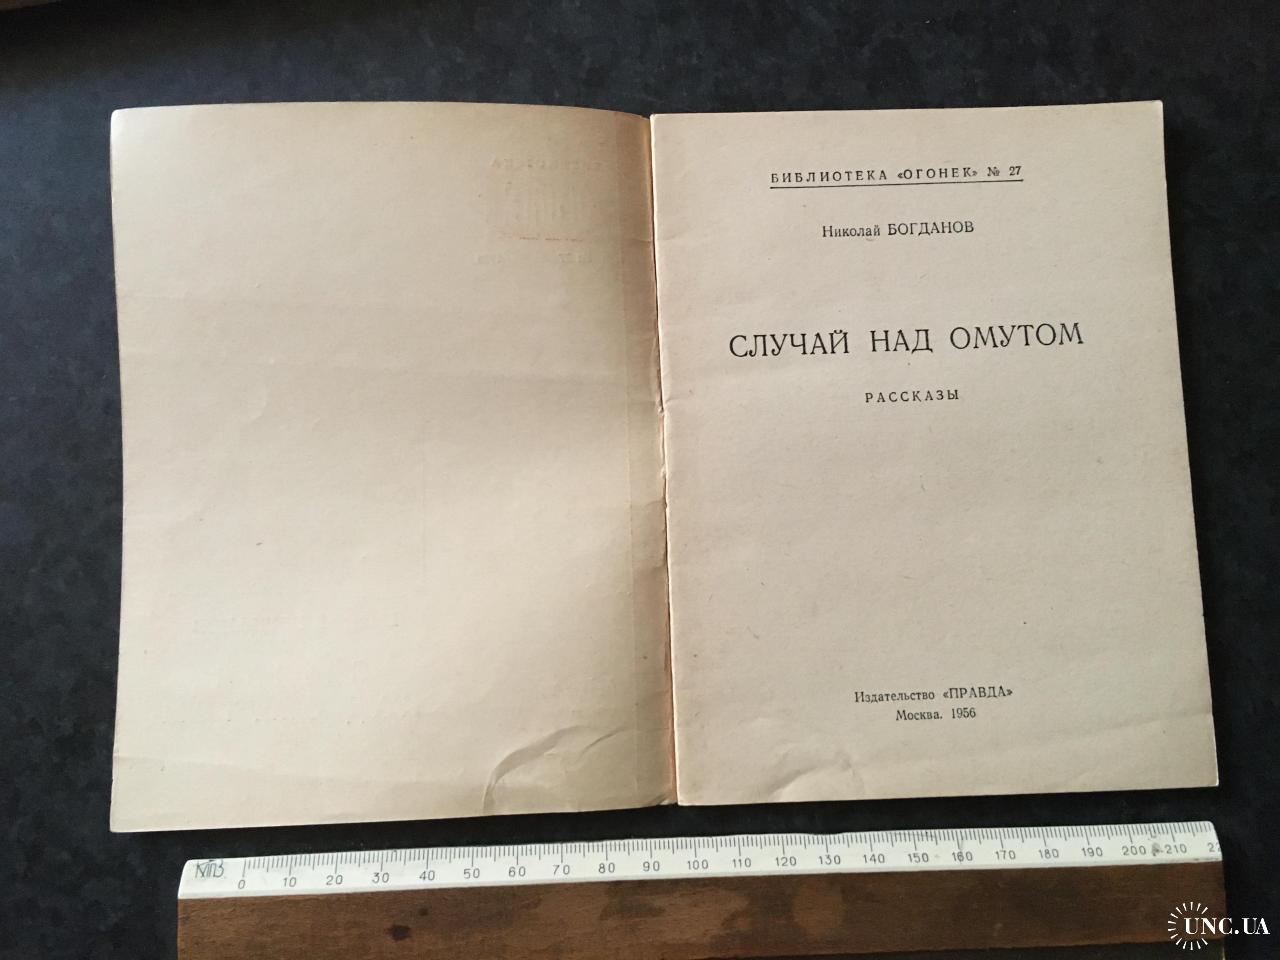 БИБЛИОТЕКА «ОГОНЕК» № 27
Николай БОГДАНОВ
СЛУЧАЙ НАД ОМУТОМ
РАССКАЗЫ
Издательство «ПРАВДА»
Москва. 1956
0 10 20 30 40 50 60 70 80 90 100 110 120 130 140 150 160 170 180 190 200 210
UNC.UA